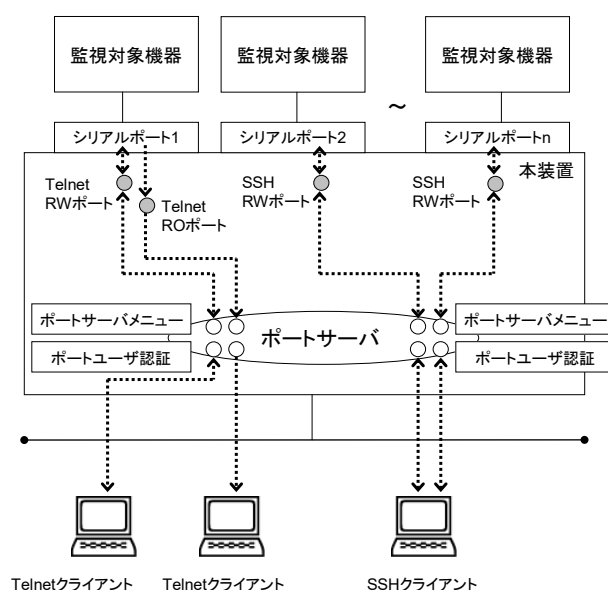 監視対象機器
監視対象機器
監視対象機器
~
シリアルポート1
シリアルポート2
シリアルポートn
本装置
Telnet
RWポート
Telnet
ROポート
SSH
RWポート
SSH
RWポート
ポートサーバメニュー
ポートユーザ認証
ポートサーバ
ポートサーバメニュー
ポートユーザ認証
Telnetクライアント
Telnetクライアント
SSHクライアント